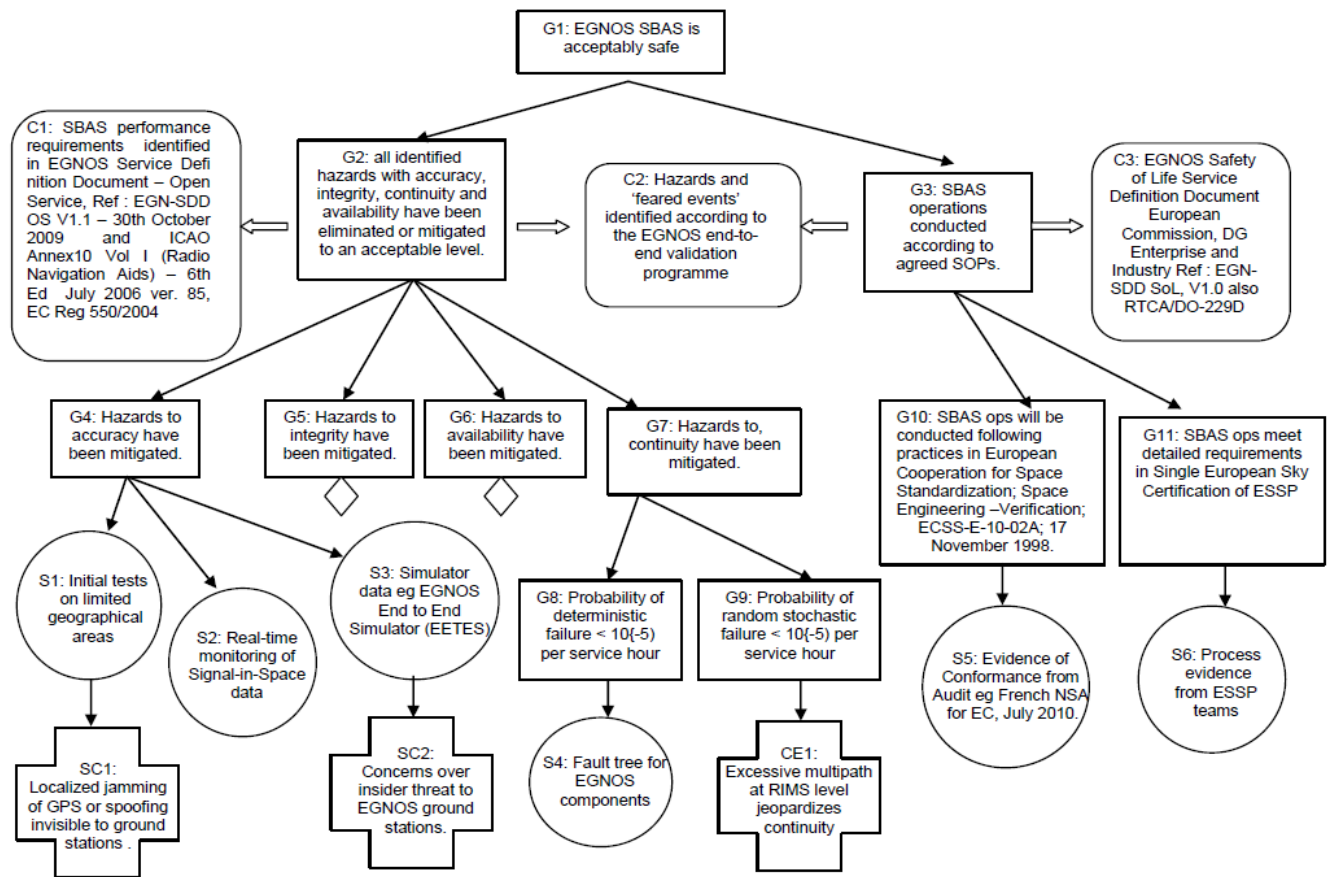 G1: EGNOS SBAS is
acceptably safe
C1: SBAS performance
requirements identified
in EGNOS Service Defi
nition Document – Open
Service, Ref : EGN-SDD
OS V1.1 – 30th October
2009 and ICAO
Annex10 Vol I (Radio
Navigation Aids) – 6th
Ed July 2006 ver. 85,
EC Reg 550/2004
G2: all identified
hazards with accuracy,
integrity, continuity and
availability have been
eliminated or mitigated
to an acceptable level.
C2: Hazards and
‘feared events’
identified according to
the EGNOS end-to-
end validation
programme
G3: SBAS
operations
conducted
according to
agreed SOPs.
C3: EGNOS Safety
of Life Service
Definition Document
European
Commission, DG
Enterprise and
Industry Ref : EGN-
SDD SoL, V1.0 also
RTCA/DO-229D
G4: Hazards to
accuracy have
been mitigated.
G5: Hazards to
integrity have
been mitigated.
G6: Hazards to
availability have
been mitigated.
G7: Hazards to,
continuity have been
mitigated.
G10: SBAS ops will be
conducted following
practices in European
Cooperation for Space
Standardization; Space
Engineering –Verification;
ECSS-E-10-02A; 17
November 1998.
G11: SBAS ops meet
detailed requirements
in Single European Sky
Certification of ESSP
S1: Initial tests
on limited
geographical
areas
S2: Real-time
monitoring of
Signal-in-Space
data
S3: Simulator
data eg EGNOS
End to End
Simulator (EETES)
G8: Probability of
deterministic
failure < 10{-5)
per service hour
G9: Probability of
random stochastic
failure < 10{-5) per
service hour
S5: Evidence of
Conformance from
Audit eg French NSA
for EC, July 2010.
S6: Process
evidence
from ESSP
teams
SC1:
Localized jamming
of GPS or spoofing
invisible to ground
stations .
SC2:
Concerns over
insider threat to
EGNOS ground
stations.
S4: Fault tree for
EGNOS
components
CE1:
Excessive multipath
at RIMS level
jeopardizes
continuity